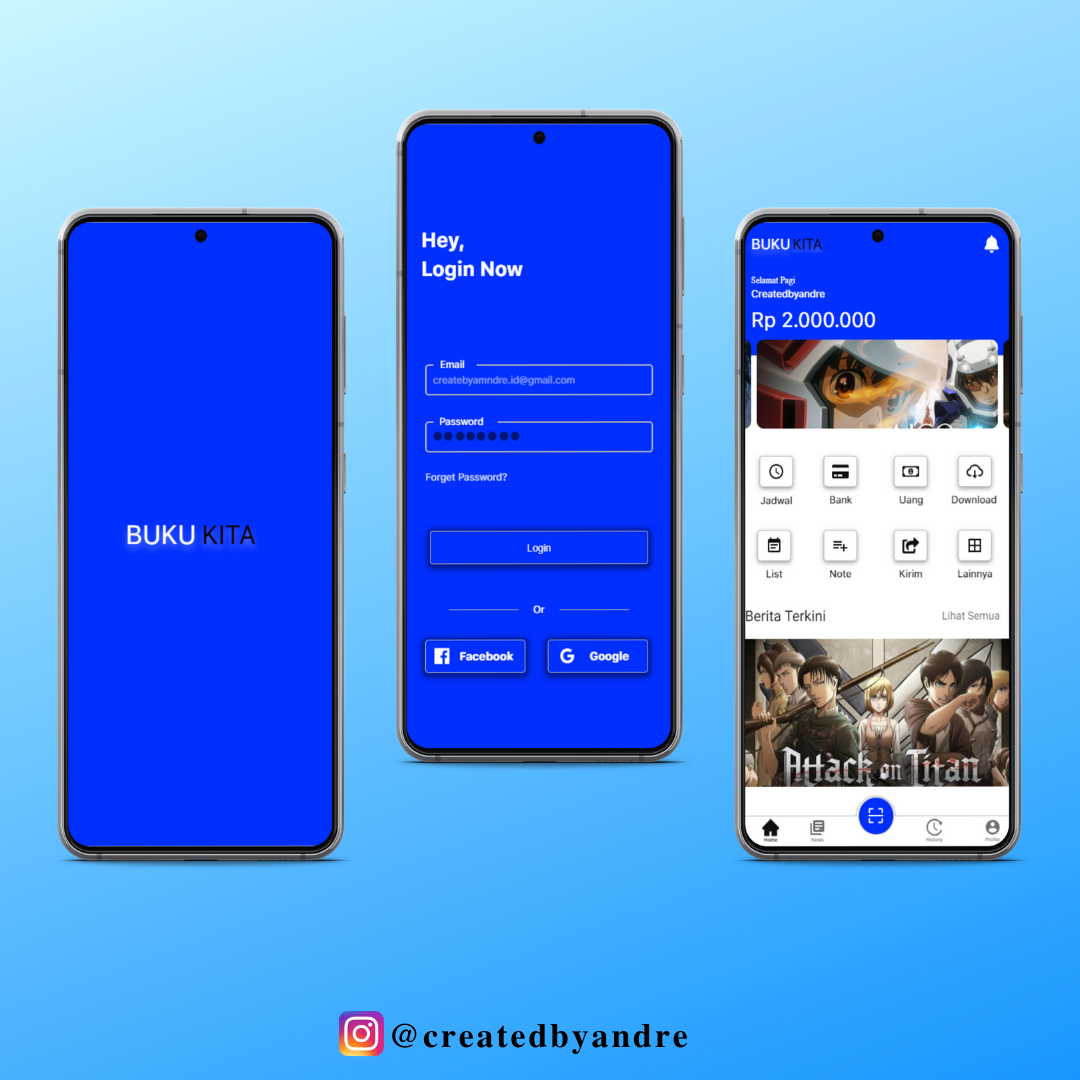 BUKU KITA
Hey,
Login Now
Email
createbyamndre.id@gmail.com
Password
Forget Password?
Login
Or
Facebook
Google
BUKU KITA
Selamat Pagi
Createdbyandre
Rp 2.000.000
Jadwal
Bank
Uang
Download
List
Note
Kirim
Lainnya
Berita Terkini
Lihat Semua
Attack on Titan
Home
News
History
Profile
@createdbyandre